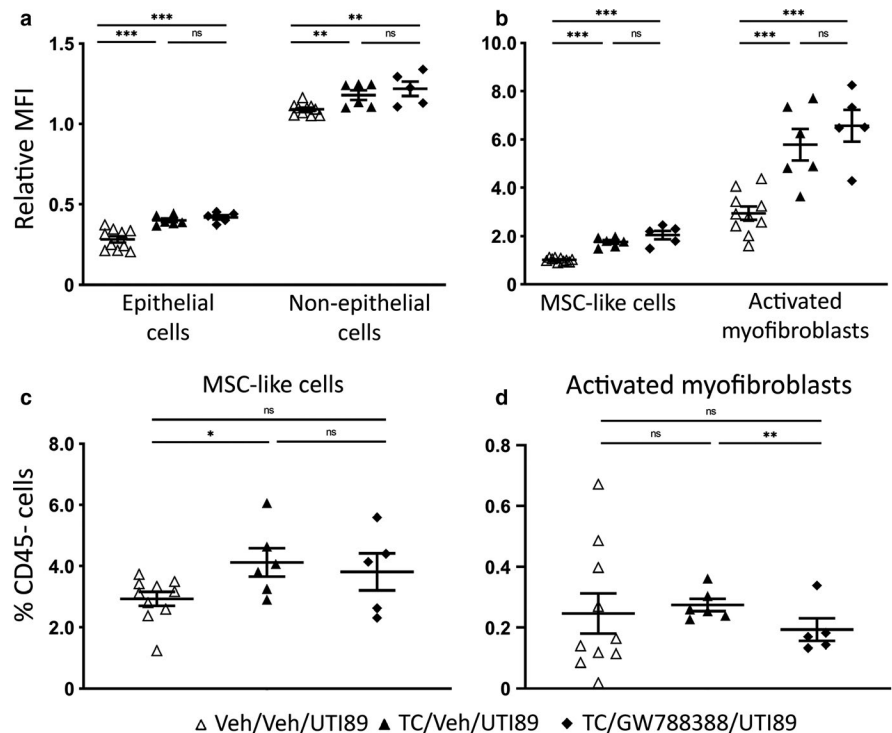 a
***
**
***
ns
**
ns
Relative MFI
1.5
1.0
0.5
0
Epithelial cells
Non-epithelial cells
b
***
***
***
ns
***
ns
10.0
8.0
6.0
4.0
2.0
0
MSC-like cells
Activated myofibroblasts
c
MSC-like cells
ns
*
ns
% CD45- cells
8.0
6.0
4.0
2.0
0
d
Activated myofibroblasts
ns
ns
**
0.8
0.6
0.4
0.2
0
△ Veh/Veh/UTI89 ▲ TC/Veh/UTI89 ◆ TC/GW788388/UTI89